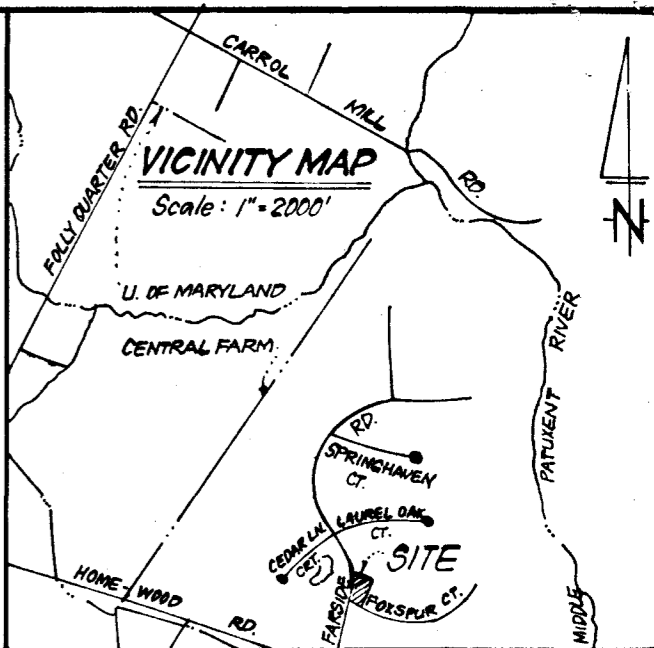 CARROL MILL RD.
FOLLY QUARTER RD.
VICINITY MAP
Scale: 1"=2000'
N
U. OF MARYLAND
CENTRAL FARM
PATUXENT RIVER
RD.
SPRINGHAVEN
CT.
CEDAR LN. LAUREL OAK
CRT.
CT.
SITE
HOME-WOOD RD.
FARSIDE
FOXSPUR CT.
MIDDLE